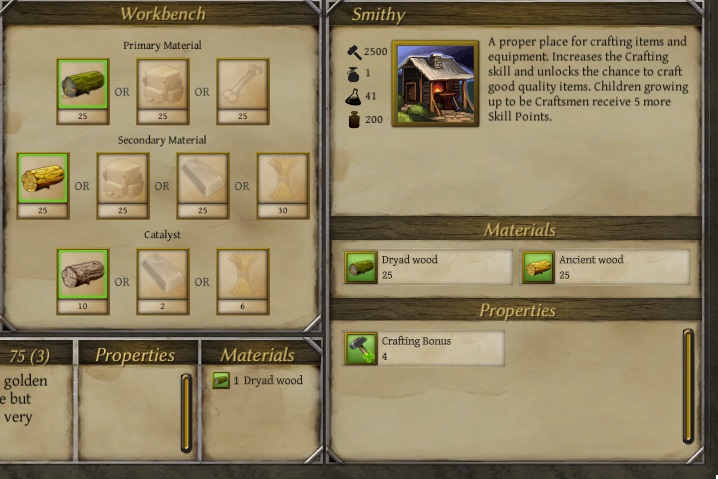 Workbench
Primary Material
OR
OR
25
25
25
Secondary Material
OR
OR
OR
25
25
25
30
Catalyst
OR
OR
10
2
6
75 (3)
golden
e but
very
Properties
Materials
1 Dryad wood
Smithy
2500
1
41
200
A proper place for crafting items and
equipment. Increases the Crafting
skill and unlocks the chance to craft
good quality items. Children growing
up to be Craftsmen receive 5 more
Skill Points.
Materials
Dryad wood
25
Ancient wood
25
Properties
Crafting Bonus
4